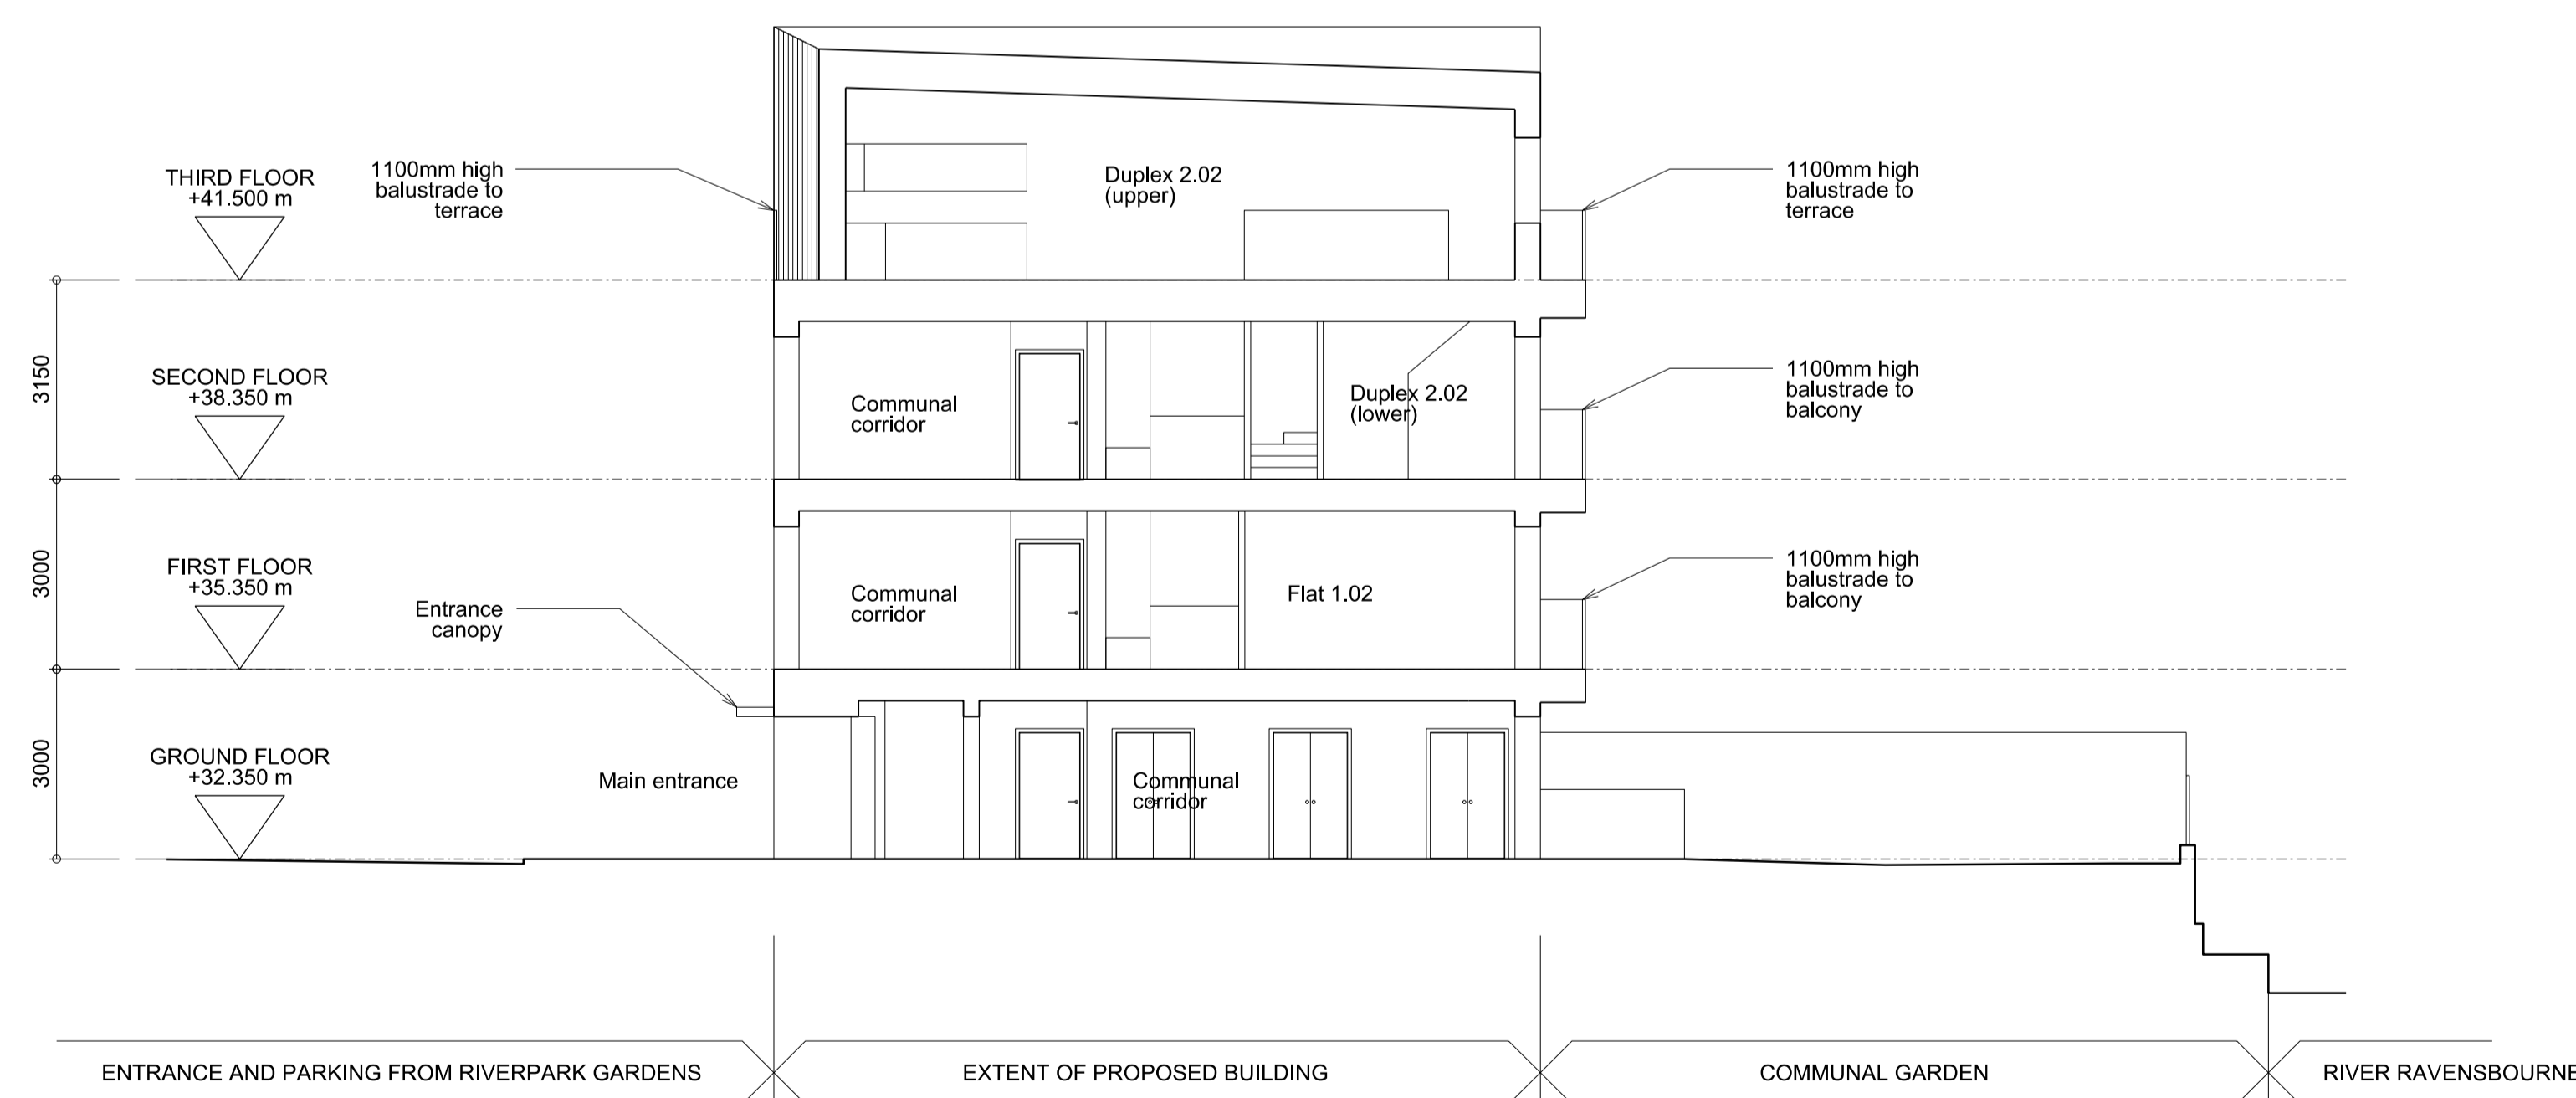 THIRD FLOOR
+41.500 m
1100mm high
balustrade to
terrace
Duplex 2.02
(upper)
1100mm high
balustrade to
terrace
3150
SECOND FLOOR
+38.350 m
Communal
corridor
Duplex 2.02
(lower)
1100mm high
balustrade to
balcony
3000
FIRST FLOOR
+35.350 m
Entrance
canopy
Communal
corridor
Flat 1.02
1100mm high
balustrade to
balcony
3000
GROUND FLOOR
+32.350 m
Main entrance
Communal
corridor
ENTRANCE AND PARKING FROM RIVERPARK GARDENS
EXTENT OF PROPOSED BUILDING
COMMUNAL GARDEN
RIVER RAVENSBOURNE